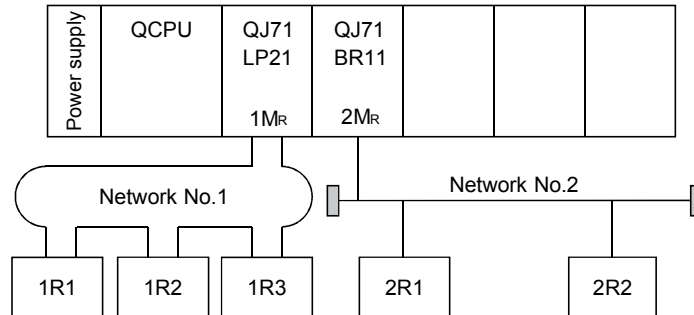 Power supply
QCPU
QJ71
LP21
1MR
QJ71
BR11
2MR
Network No.1
Network No.2
1R1
1R2
1R3
2R1
2R2